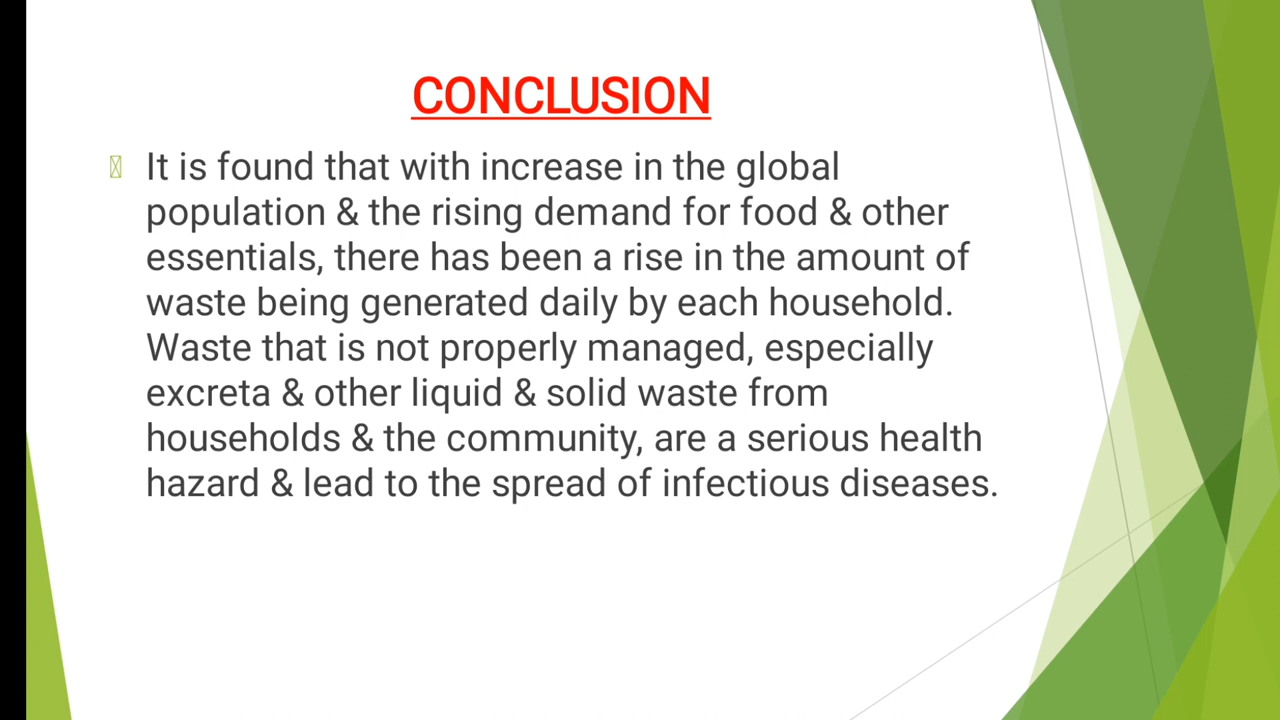 CONCLUSION
It is found that with increase in the global
population & the rising demand for food & other
essentials, there has been a rise in the amount of
waste being generated daily by each household.
Waste that is not properly managed, especially
excreta & other liquid & solid waste from
households & the community, are a serious health
hazard & lead to the spread of infectious diseases.